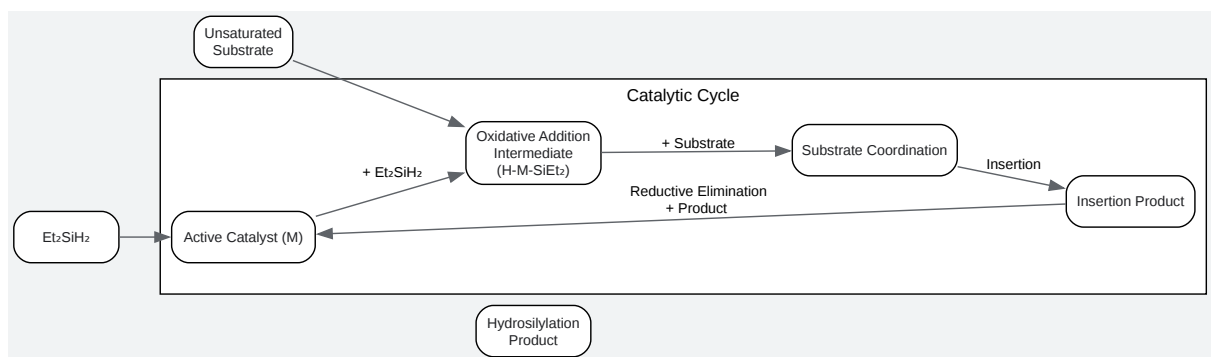 Unsaturated
Substrate
Catalytic Cycle
Oxidative Addition
Intermediate
(H-M-SiEt₂)
+ Substrate
Substrate Coordination
Insertion
+ Et₂SiH₂
Reductive Elimination
+ Product
Insertion Product
Et₂SiH₂
Active Catalyst (M)
Hydrosilylation
Product